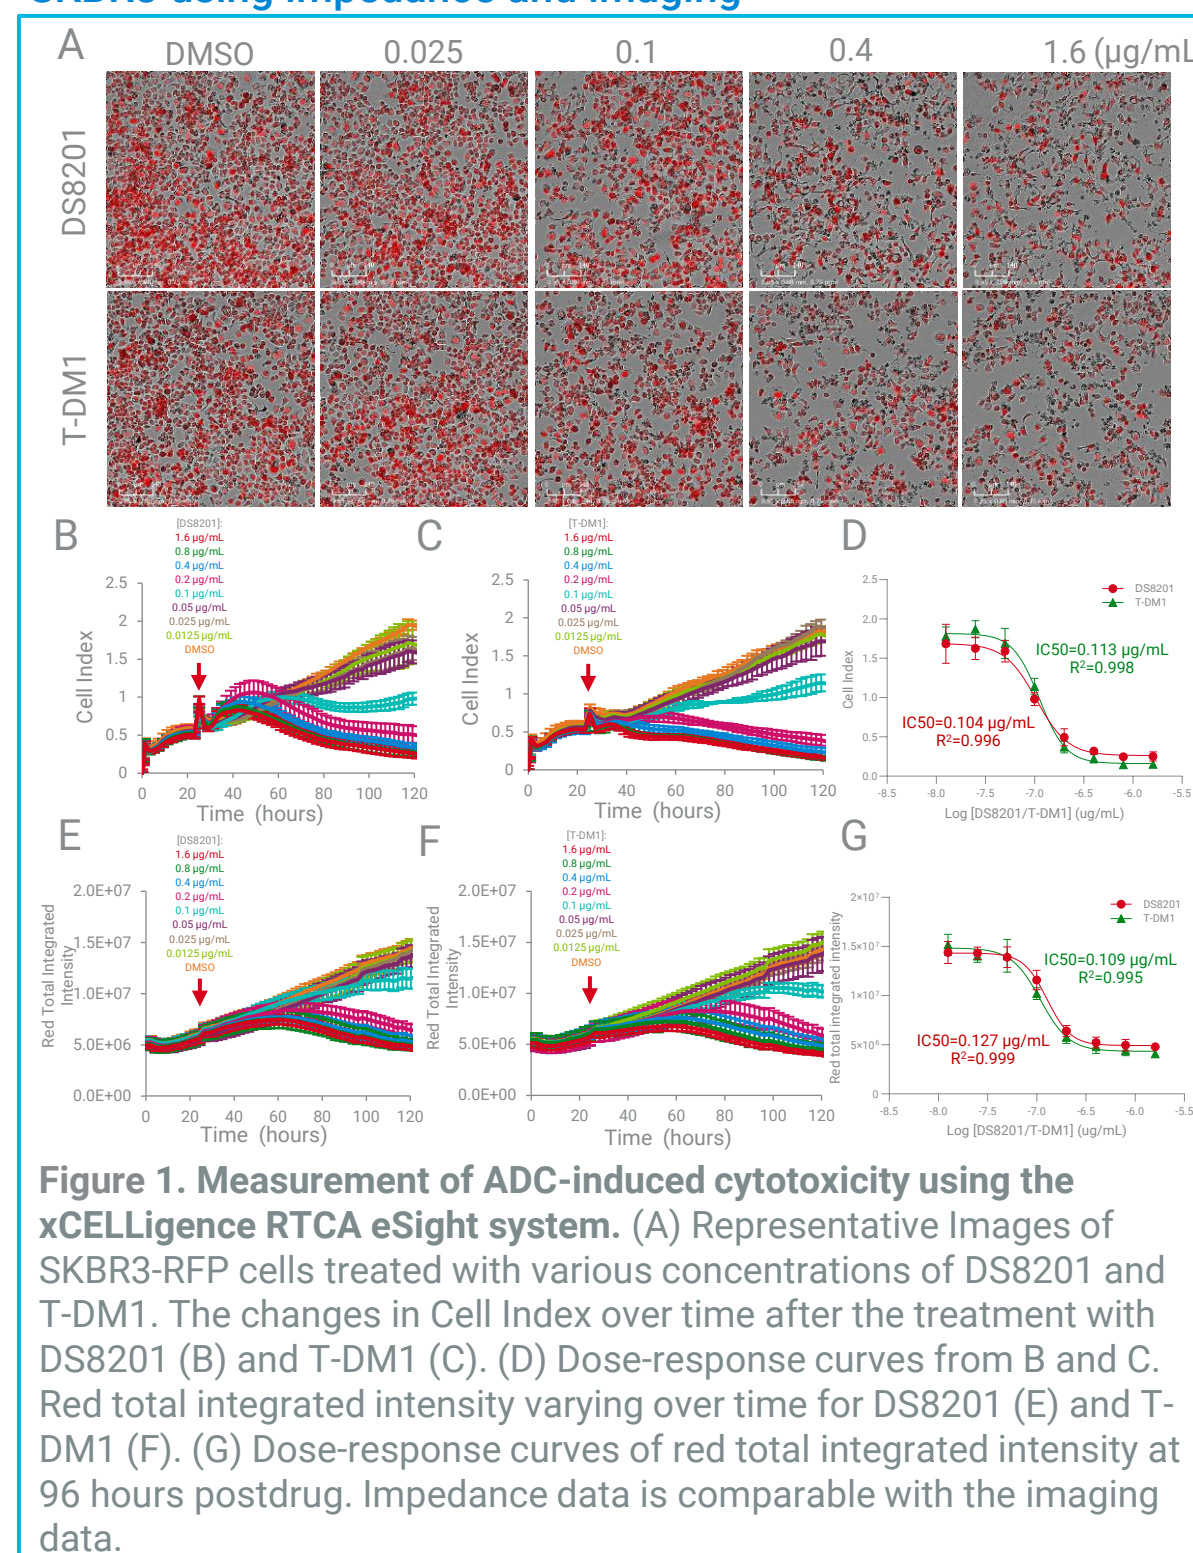 A
DMSO
0.025
0.1
0.4
1.6 (µg/mL
DS8201
T-DM1
B
[DS8201]:
1.6 µg/mL
0.8 µg/mL
0.4 µg/mL
0.2 µg/mL
0.1 µg/mL
0.05 µg/mL
0.025 µg/mL
0.0125 µg/mL
DMSO
2.5
2
1.5
1
0.5
0
Cell Index
0 20 40 60 80 100 120
Time (hours)
C
[T-DM1]:
1.6 µg/mL
0.8 µg/mL
0.4 µg/mL
0.2 µg/mL
0.1 µg/mL
0.05 µg/mL
0.025 µg/mL
0.0125 µg/mL
DMSO
2.5
2
1.5
1
0.5
0
Cell Index
0 20 40 60 80 100 120
Time (hours)
D
2.5
2.0
1.5
1.0
0.5
0.0
Cell Index
DS8201
T-DM1
IC50=0.113 µg/mL
R²=0.998
IC50=0.104 µg/mL
R²=0.996
-8.5 -8.0 -7.5 -7.0 -6.5 -6.0 -5.5
Log [DS8201/T-DM1] (ug/mL)
E
[DS8201]:
1.6 µg/mL
0.8 µg/mL
0.4 µg/mL
0.2 µg/mL
0.1 µg/mL
0.05 µg/mL
0.025 µg/mL
0.0125 µg/mL
DMSO
2.0E+07
1.5E+07
1.0E+07
5.0E+06
0.0E+00
Red Total Integrated
Intensity
0 20 40 60 80 100 120
Time (hours)
F
[T-DM1]:
1.6 µg/mL
0.8 µg/mL
0.4 µg/mL
0.2 µg/mL
0.1 µg/mL
0.05 µg/mL
0.025 µg/mL
0.0125 µg/mL
DMSO
2.0E+07
1.5E+07
1.0E+07
5.0E+06
0.0E+00
Red Total Integrated
Intensity
0 20 40 60 80 100 120
Time (hours)
G
2×10⁷
1.5×10⁷
1×10⁷
5×10⁶
0
Red total integrated intensity
DS8201
T-DM1
IC50=0.109 µg/mL
R²=0.995
IC50=0.127 µg/mL
R²=0.999
-8.5 -8.0 -7.5 -7.0 -6.5 -6.0 -5.5
Log [DS8201/T-DM1] (ug/mL)
Figure 1. Measurement of ADC-induced cytotoxicity using the
xCELLigence RTCA eSight system. (A) Representative Images of
SKBR3-RFP cells treated with various concentrations of DS8201 and
T-DM1. The changes in Cell Index over time after the treatment with
DS8201 (B) and T-DM1 (C). (D) Dose-response curves from B and C.
Red total integrated intensity varying over time for DS8201 (E) and T-
DM1 (F). (G) Dose-response curves of red total integrated intensity at
96 hours postdrug. Impedance data is comparable with the imaging
data.